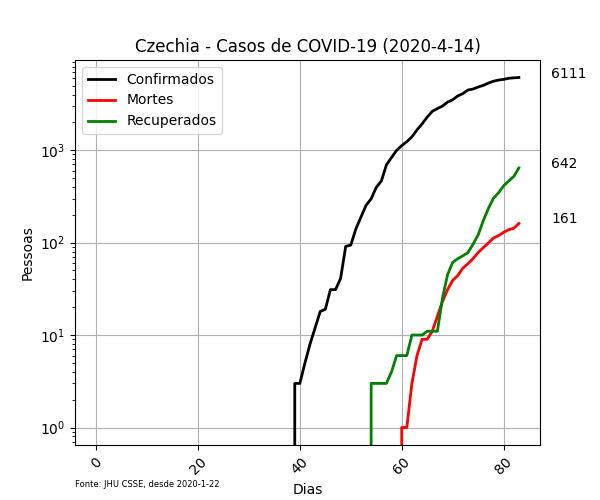 Czechia - Casos de COVID-19 (2020-4-14)
Confirmados
Mortes
Recuperados
6111
642
161
10³
10²
10¹
10⁰
Pessoas
0
20
40
60
80
Dias
Fonte: JHU CSSE, desde 2020-1-22